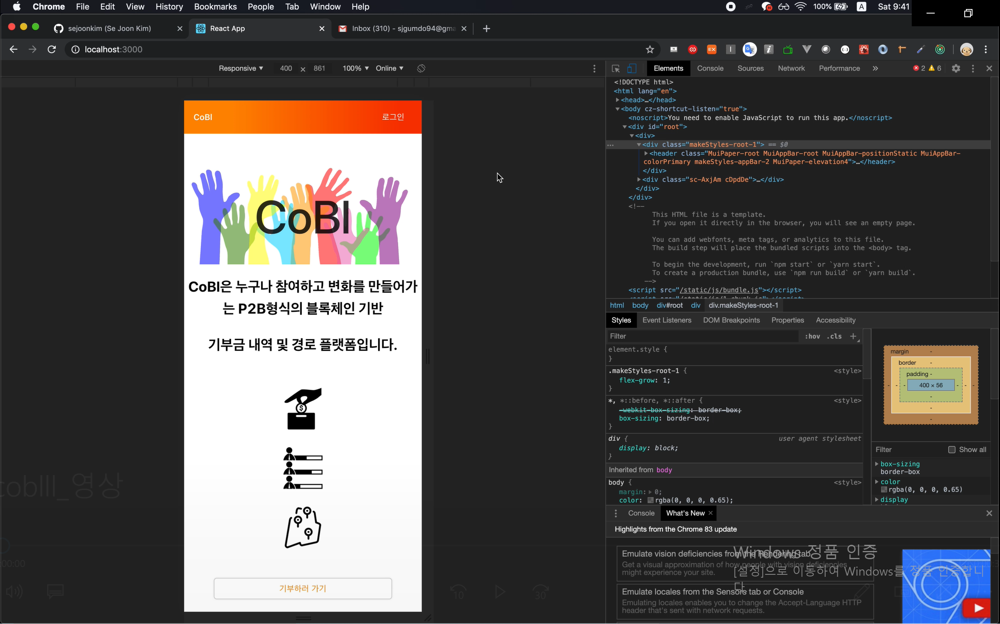 Chrome File Edit View History Bookmarks People Tab Window Help 100% A Sat 9:41
sejoonkim (Se Joon Kim) React App Inbox (310) - sjgumdo94@gma
localhost:3000
Responsive 400 × 861 100% Online
Elements Console Sources Network Performance 2 6
CoBl 로그인
CoBl
CoBl은 누구나 참여하고 변화를 만들어가
는 P2B형식의 블록체인 기반
기부금 내역 및 경로 플랫폼입니다.
기부하러 가기
coblll_영상
00:00
10 30
<!DOCTYPE html>
<html lang="en">
<head>…</head>
<body cz-shortcut-listen="true">
<noscript>You need to enable JavaScript to run this app.</noscript>
<div id="root">
<div>
<div class="makeStyles-root-1"> == $0
<header class="MuiPaper-root MuiAppBar-root MuiAppBar-positionStatic MuiAppBar-
colorPrimary makeStyles-appBar-2 MuiPaper-elevation4">…</header>
</div>
<div class="sc-AxjAm cDpdDe">…</div>
</div>
</div>
<!--
This HTML file is a template.
If you open it directly in the browser, you will see an empty page.
You can add webfonts, meta tags, or analytics to this file.
The build step will place the bundled scripts into the <body> tag.
To begin the development, run `npm start` or `yarn start`.
To create a production bundle, use `npm run build` or `yarn build`.
-->
<script src="/static/js/bundle.js"></script>
html body div#root div div.makeStyles-root-1
Styles Event Listeners DOM Breakpoints Properties Accessibility
Filter :hov .cls +
element.style {
}
.makeStyles-root-1 { <style>
flex-grow: 1;
}
*, *::before, *::after { <style>
-webkit-box-sizing: border-box;
box-sizing: border-box;
}
div { user agent stylesheet
display: block;
}
Inherited from body
body { <style>
margin: 0;
color: rgba(0, 0, 0, 0.65);
margin -
border -
padding -
400 × 56
Filter Show all
box-sizing
border-box
color
rgba(0, 0, 0, 0.65)
display
Console What's New
Highlights from the Chrome 83 update
Emulate vision deficiencies from the Rendering tab
Get a visual approximation of how people with vision deficiencies
might experience your site.
Emulate locales from the Sensors tab or Console
Emulating locales enables you to change the Accept-Language HTTP
header that's sent with network requests.
Windows 정품 인증
[설정]으로 이동하여 Windows를 정품 인증합니
다.